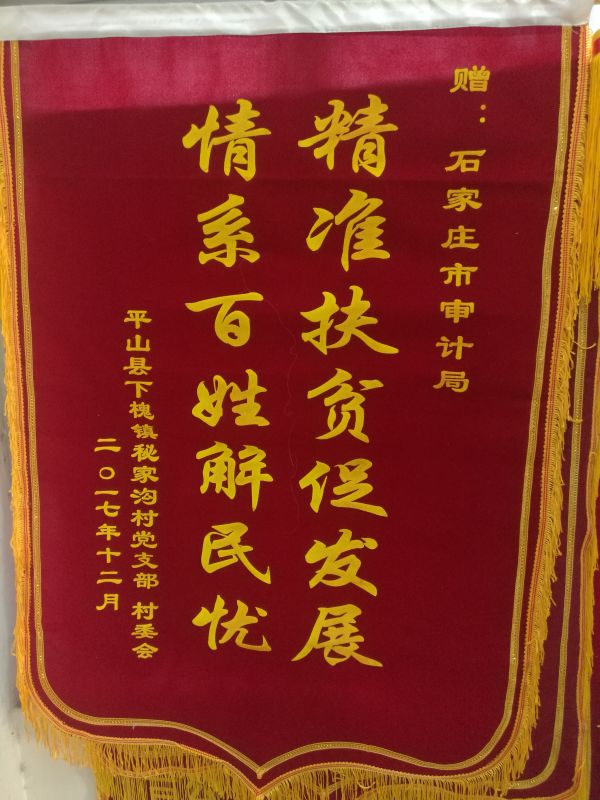 赠：石家庄市审计局
精准扶贫促发展
情系百姓解民忧
平山县下槐镇秘家沟村党支部 村委会
二〇一七年十二月